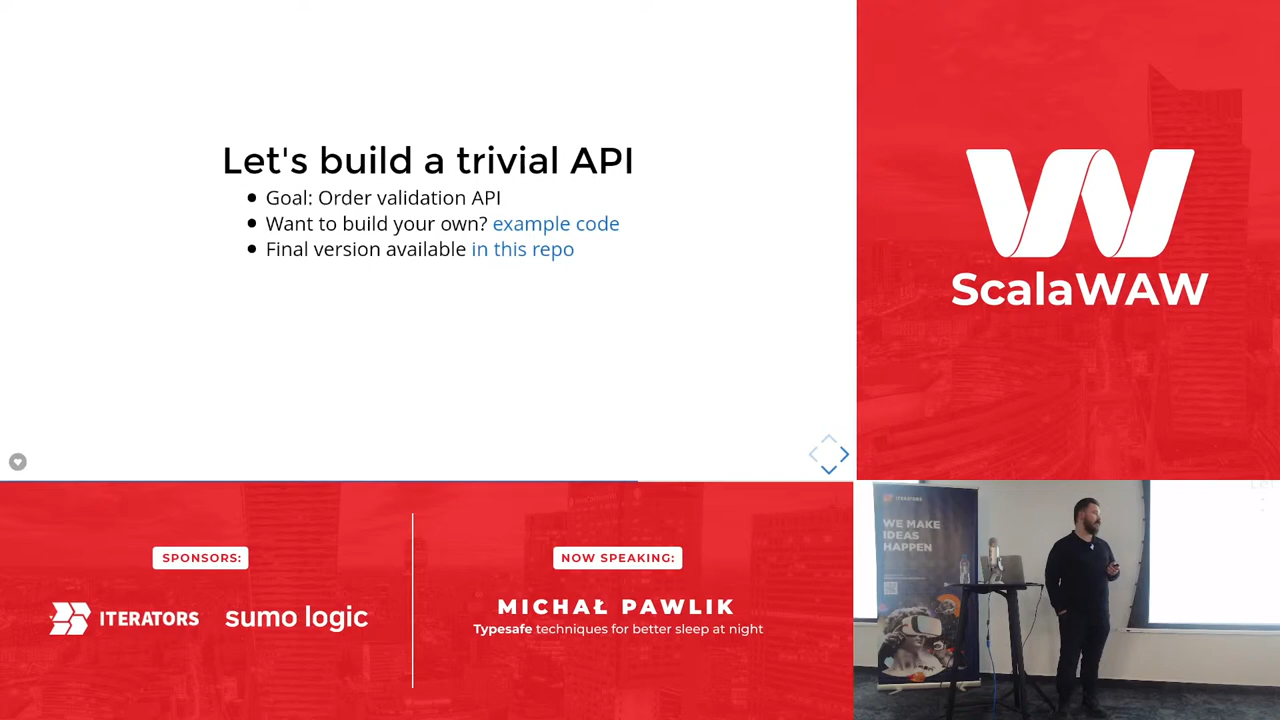 Let's build a trivial API
Goal: Order validation API
Want to build your own? example code
Final version available in this repo
ScalaWAW
SPONSORS:
ITERATORS
sumo logic
NOW SPEAKING:
MICHAŁ PAWLIK
Typesafe techniques for better sleep at night
ITERATORS
WE MAKE
IDEAS
HAPPEN